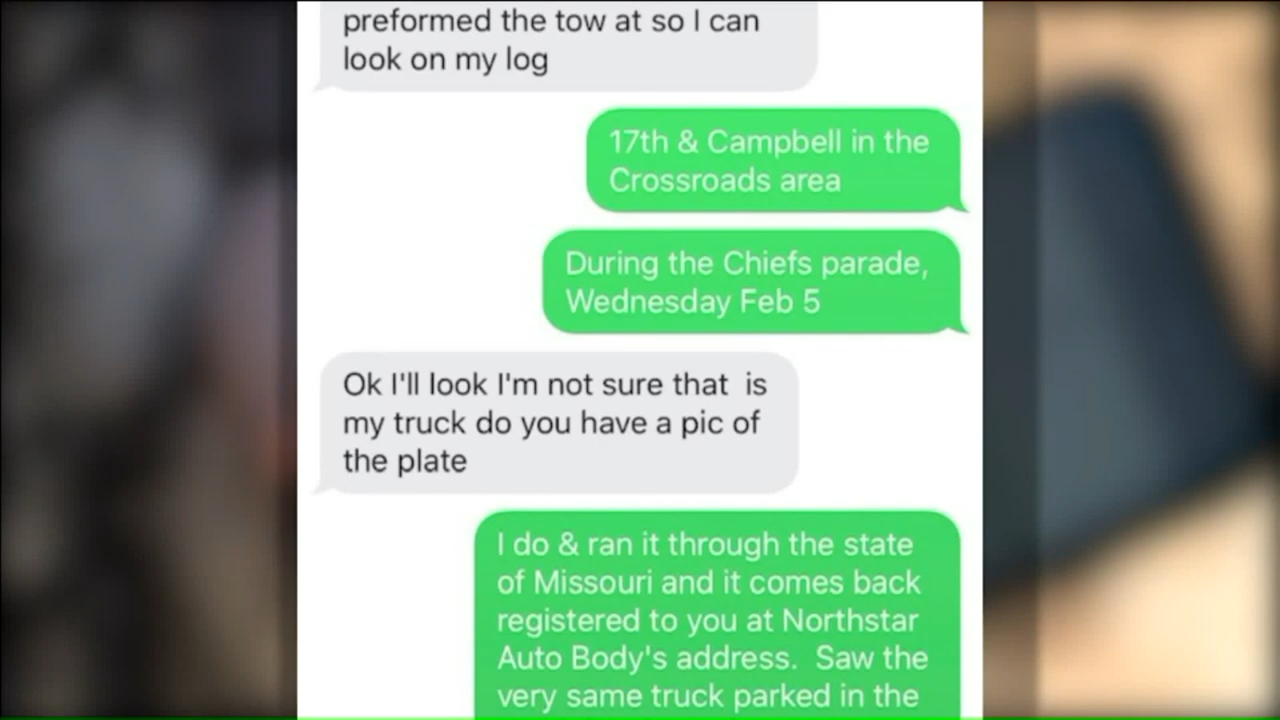 preformed the tow at so I can
look on my log
17th & Campbell in the
Crossroads area
During the Chiefs parade,
Wednesday Feb 5
Ok I'll look I'm not sure that  is
my truck do you have a pic of
the plate
I do & ran it through the state
of Missouri and it comes back
registered to you at Northstar
Auto Body's address.  Saw the
very same truck parked in the